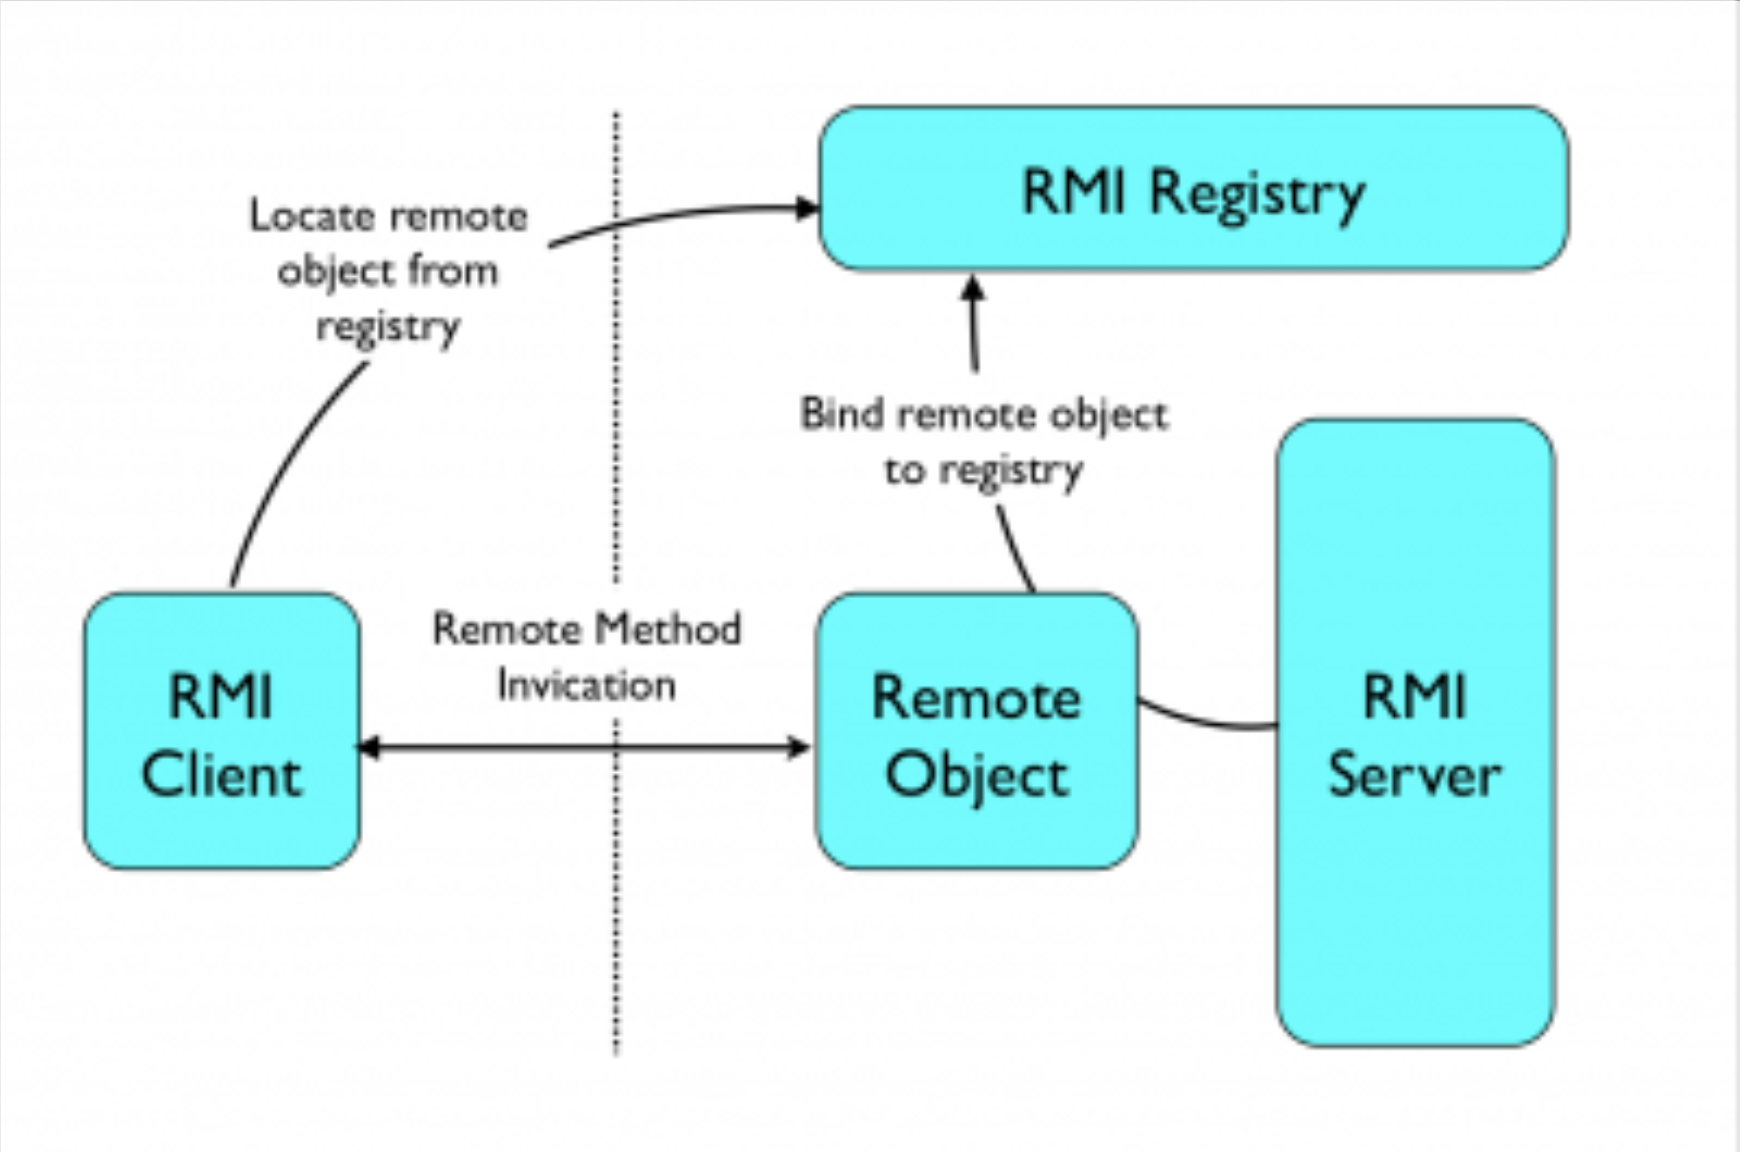 RMI Registry
Locate remote
object from
registry
Bind remote object
to registry
Remote Method
Invication
RMI
Client
Remote
Object
RMI
Server